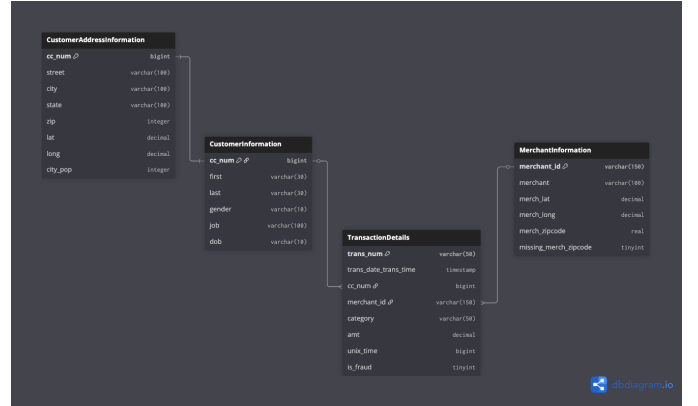 CustomerAddressInformation
cc_num bigint
street varchar(100)
city varchar(100)
state varchar(100)
zip integer
lat decimal
long decimal
city_pop integer
CustomerInformation
cc_num bigint
first varchar(30)
last varchar(30)
gender varchar(10)
job varchar(100)
dob varchar(10)
TransactionDetails
trans_num varchar(50)
trans_date_trans_time timestamp
cc_num bigint
merchant_id varchar(150)
category varchar(50)
amt decimal
unix_time bigint
is_fraud tinyint
MerchantInformation
merchant_id varchar(150)
merchant varchar(100)
merch_lat decimal
merch_long decimal
merch_zipcode real
missing_merch_zipcode tinyint
dbdiagram.io